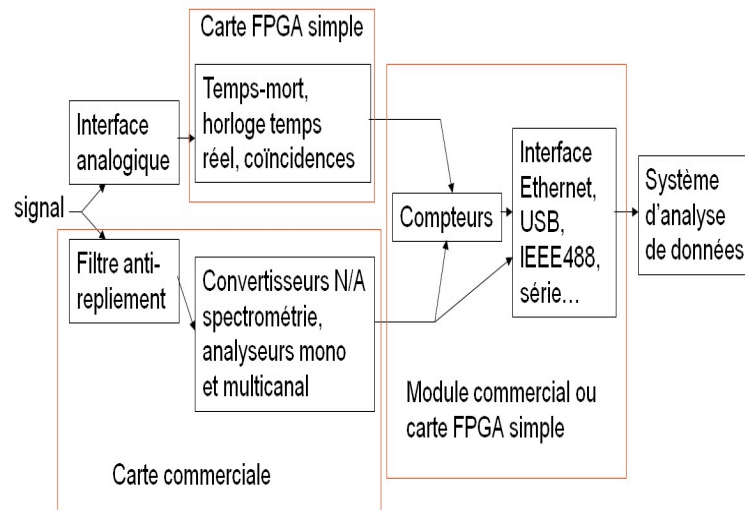 Carte FPGA simple
Temps-mort,
horloge temps
réel, coïncidences
Interface
analogique
signal
Filtre anti-
repliement
Convertisseurs N/A
spectrométrie,
analyseurs mono
et multicanal
Carte commerciale
Compteurs
Interface
Ethernet,
USB,
IEEE488,
série…
Module commercial ou
carte FPGA simple
Système
d'analyse
de données